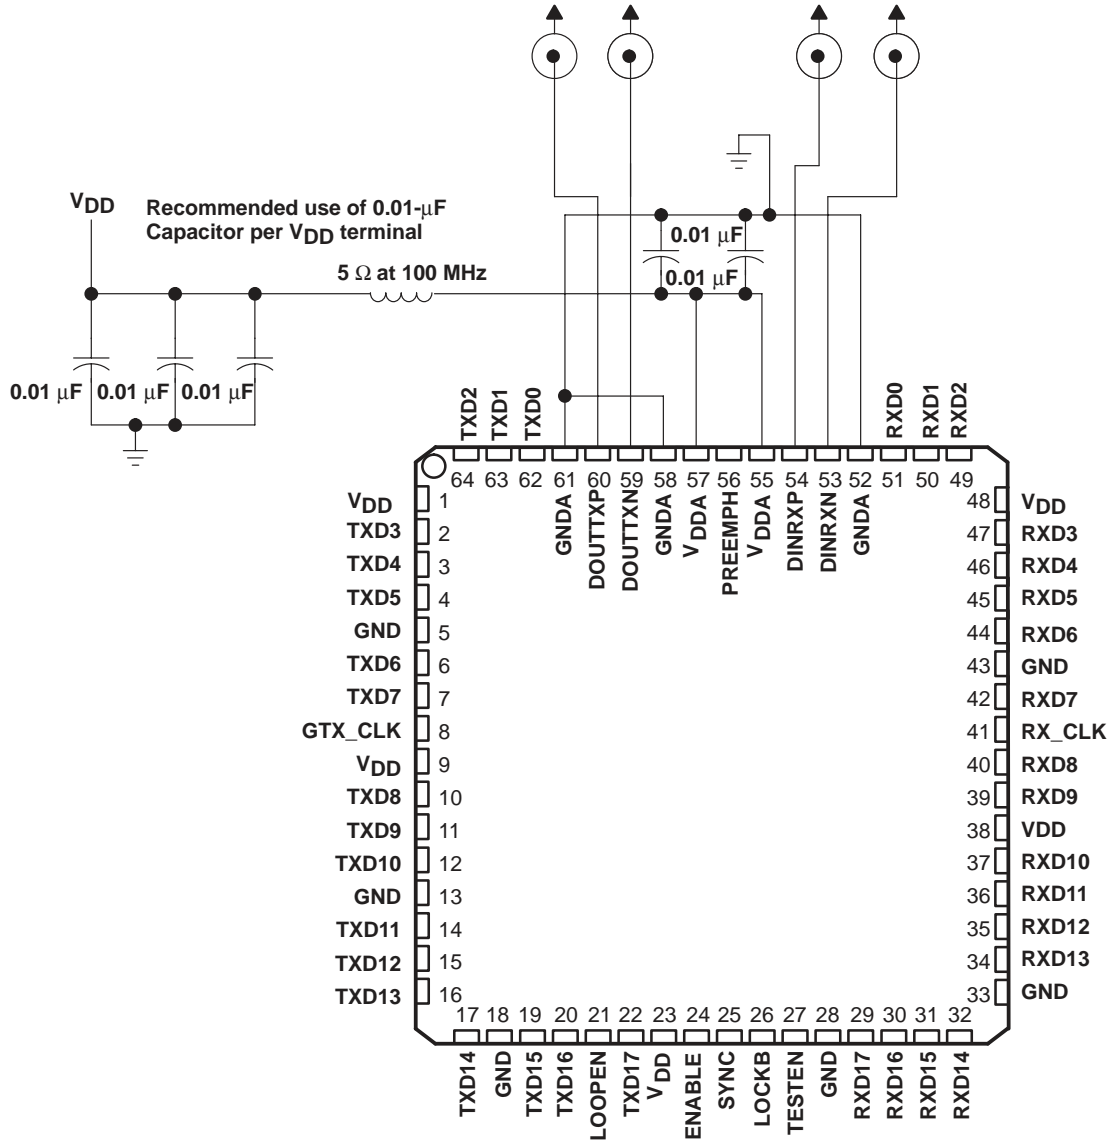 VDD
Recommended use of 0.01-µF
Capacitor per VDD terminal
5 Ω at 100 MHz
0.01 µF
0.01 µF
0.01 µF
0.01 µF
0.01 µF
TXD2
TXD1
TXD0
RXD0
RXD1
RXD2
64
63
62
61
60
59
58
57
56
55
54
53
52
51
50
49
GNDA
DOUTTXP
DOUTTXN
GNDA
VDDA
PREEMPH
VDDA
DINRXP
DINRXN
GNDA
VDD 1
TXD3 2
TXD4 3
TXD5 4
GND 5
TXD6 6
TXD7 7
GTX_CLK 8
VDD 9
TXD8 10
TXD9 11
TXD10 12
GND 13
TXD11 14
TXD12 15
TXD13 16
48 VDD
47 RXD3
46 RXD4
45 RXD5
44 RXD6
43 GND
42 RXD7
41 RX_CLK
40 RXD8
39 RXD9
38 VDD
37 RXD10
36 RXD11
35 RXD12
34 RXD13
33 GND
17
18
19
20
21
22
23
24
25
26
27
28
29
30
31
32
TXD14
GND
TXD15
TXD16
LOOPEN
TXD17
VDD
ENABLE
SYNC
LOCKB
TESTEN
GND
RXD17
RXD16
RXD15
RXD14